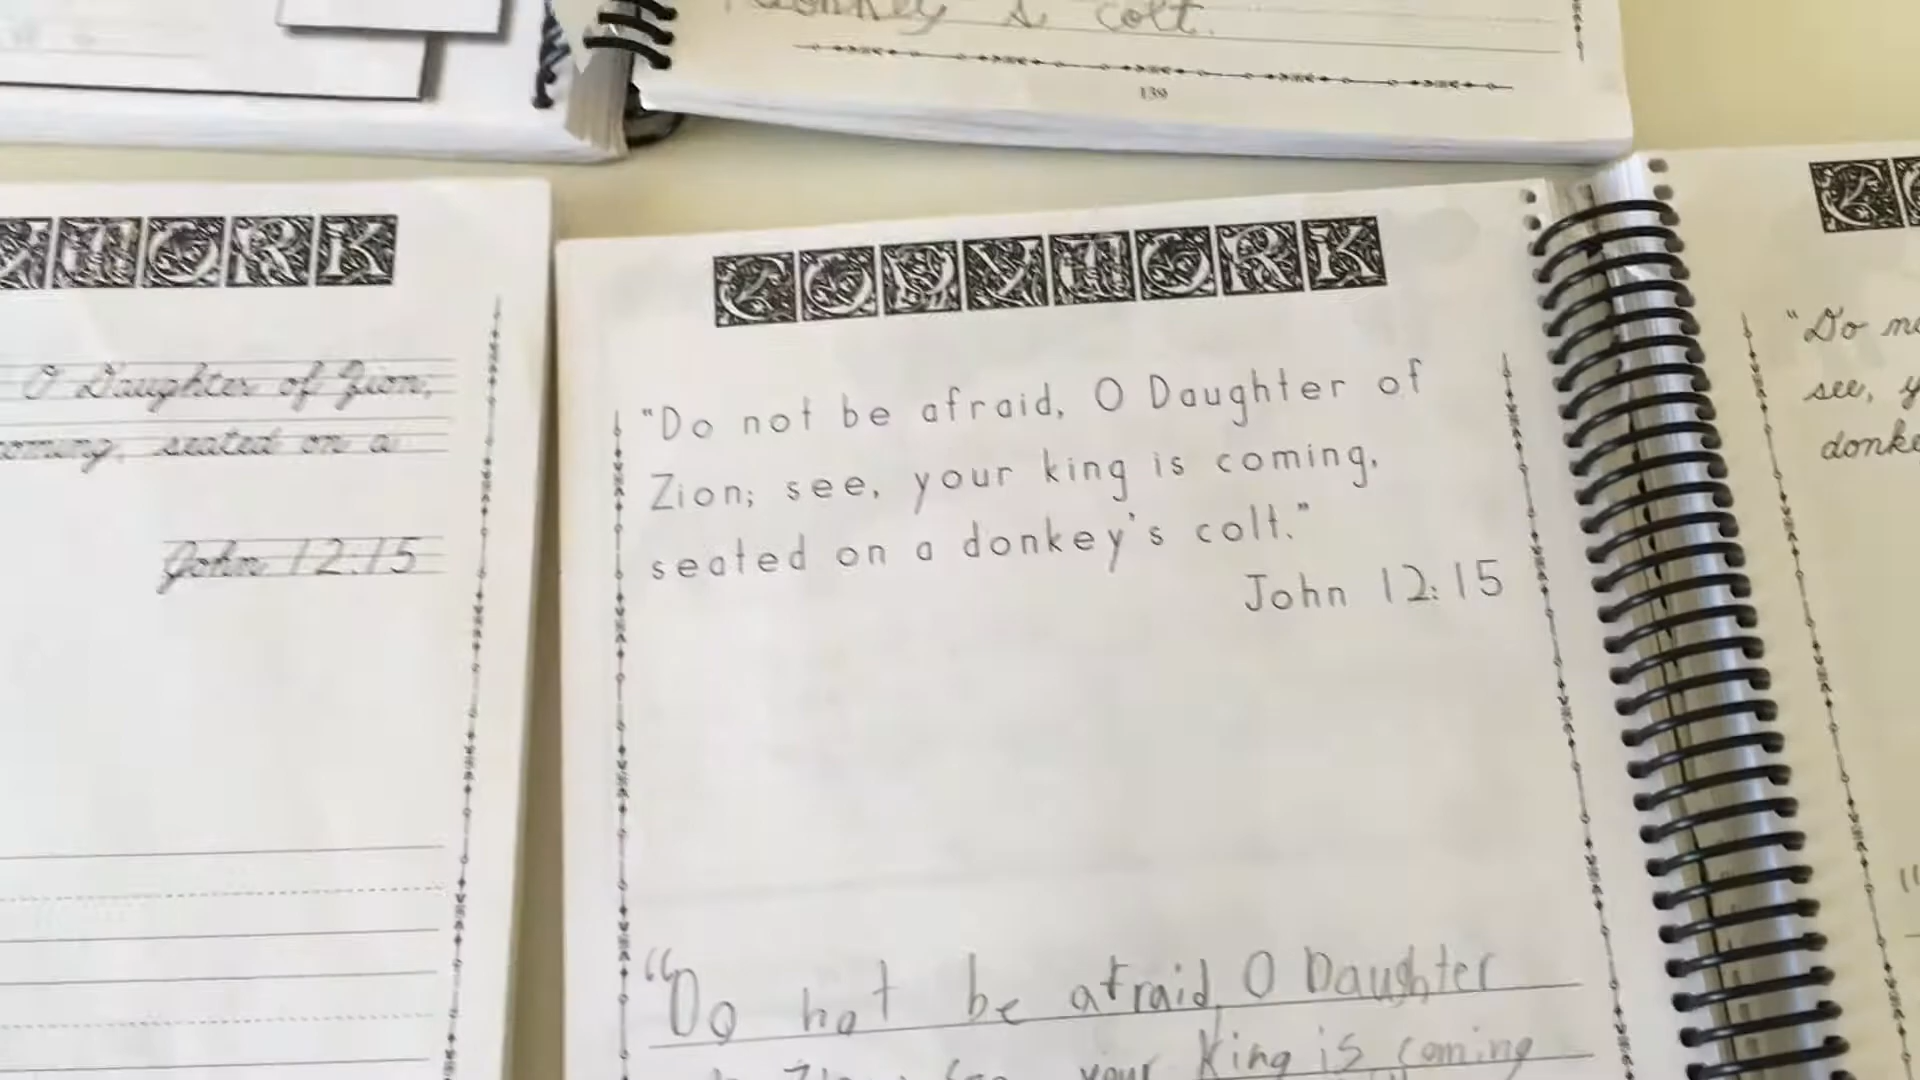 donkey's colt.
139
YWORK
O Daughter of Zion;
coming, seated on a
John 12:15
COPYWORK
"Do not be afraid, O Daughter of
Zion; see, your king is coming,
seated on a donkey's colt."
John 12:15
"Do not be afraid, O Daughter
your King is coming
"Do no
see, y
donke